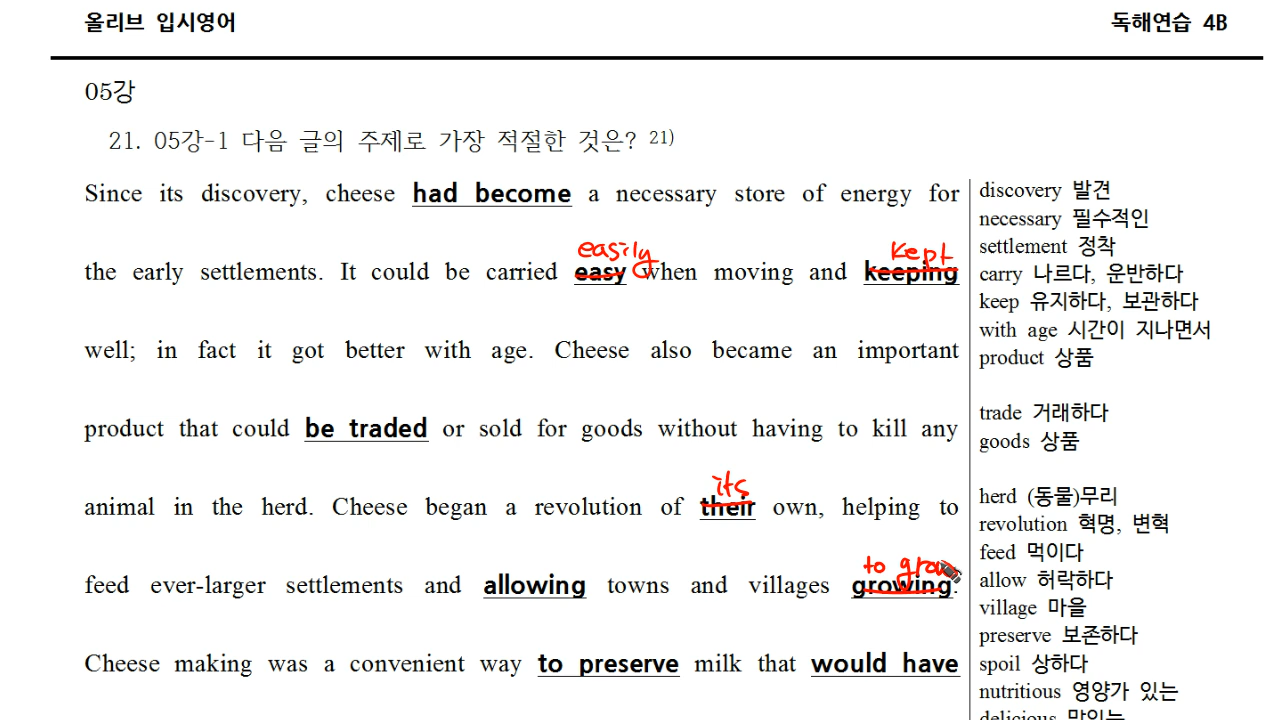 올리브 입시영어 독해연습 4B
05강
21. 05강-1 다음 글의 주제로 가장 적절한 것은? 21)
Since its discovery, cheese had become a necessary store of energy for
easily kept
the early settlements. It could be carried easy when moving and keeping
well; in fact it got better with age. Cheese also became an important
product that could be traded or sold for goods without having to kill any
its
animal in the herd. Cheese began a revolution of their own, helping to
to
feed ever-larger settlements and allowing towns and villages growing.
Cheese making was a convenient way to preserve milk that would have
discovery 발견
necessary 필수적인
settlement 정착
carry 나르다, 운반하다
keep 유지하다, 보관하다
with age 시간이 지나면서
product 상품
trade 거래하다
goods 상품
herd (동물)무리
revolution 혁명, 변혁
feed 먹이다
allow 허락하다
village 마을
preserve 보존하다
spoil 상하다
nutritious 영양가 있는
delicious 맛있는